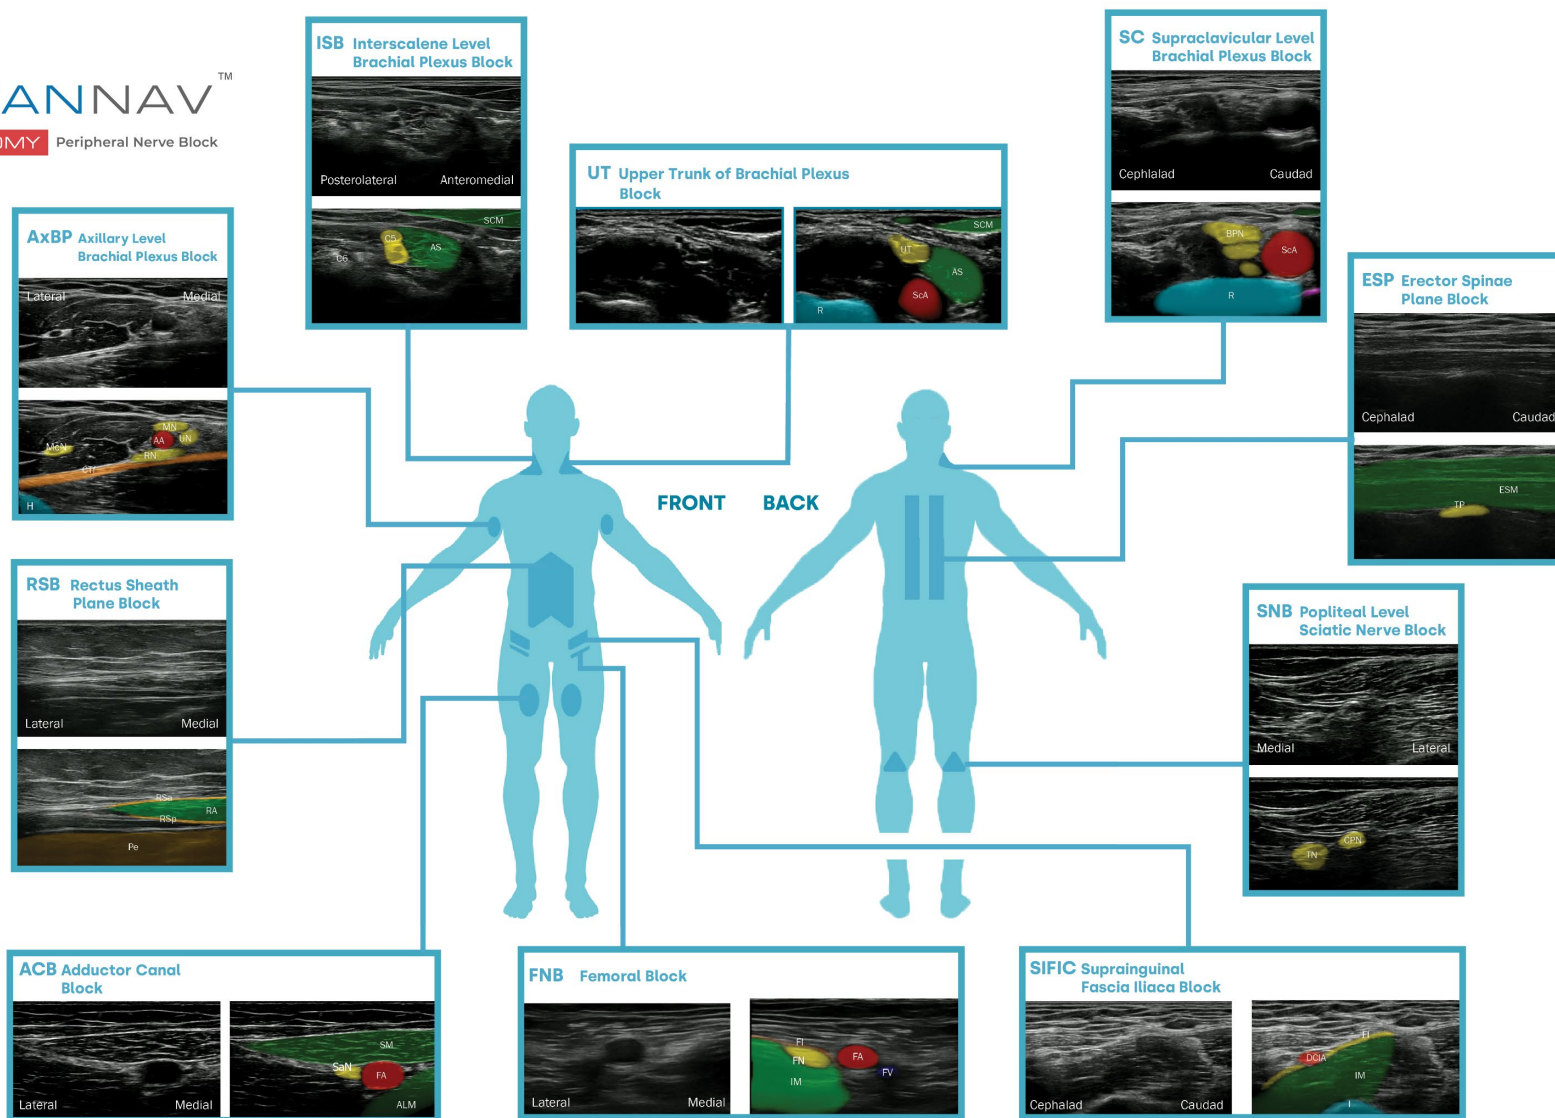 ANNAV™
OMY Peripheral Nerve Block
ISB Interscalene Level
Brachial Plexus Block
Posterolateral Anteromedial
SCM
C5
AS
C6
UT Upper Trunk of Brachial Plexus
Block
SCM
UT
AS
ScA
R
SC Supraclavicular Level
Brachial Plexus Block
Cephlalad Caudad
BPN
ScA
R
AxBP Axillary Level
Brachial Plexus Block
Lateral Medial
MN
McN AA UN
RN
CTf
H
ESP Erector Spinae
Plane Block
Cephalad Caudad
ESM
TP
FRONT BACK
RSB Rectus Sheath
Plane Block
Lateral Medial
RSa
RA
RSp
Pe
SNB Popliteal Level
Sciatic Nerve Block
Medial Lateral
CPN
TN
ACB Adductor Canal
Block
Lateral Medial
SM
SaN
FA
ALM
FNB Femoral Block
Lateral Medial
FI
FN FA
FV
IM
SIFIC Suprainguinal
Fascia Iliaca Block
Cephalad Caudad
FI
DCIA
IM
I